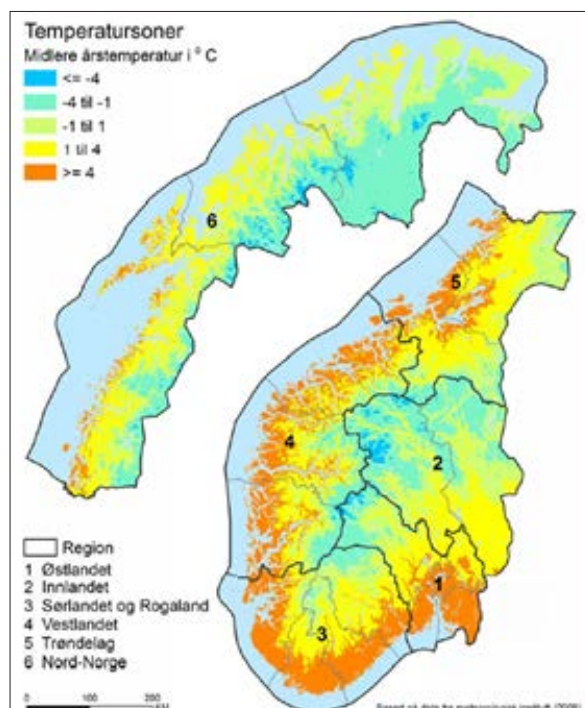 Temperatursoner
Midlere årstemperatur i ° C
<= -4
-4 til -1
-1 til 1
1 til 4
>= 4
6
5
4
2
1
3
Region
1 Østlandet
2 Innlandet
3 Sørlandet og Rogaland
4 Vestlandet
5 Trøndelag
6 Nord-Norge
0 100 200
KM